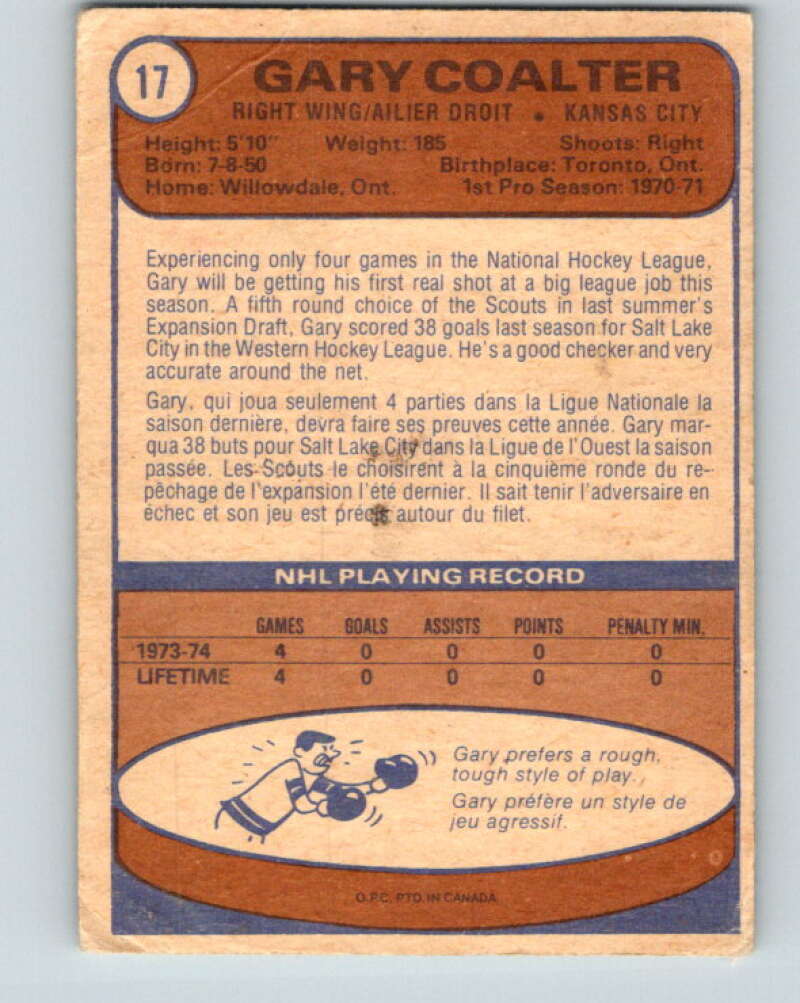 17
GARY COALTER
RIGHT WING/AILIER DROIT • KANSAS CITY
Height: 5'10" Weight: 185 Shoots: Right
Born: 7-8-50 Birthplace: Toronto, Ont.
Home: Willowdale, Ont. 1st Pro Season: 1970-71
Experiencing only four games in the National Hockey League,
Gary will be getting his first real shot at a big league job this
season. A fifth round choice of the Scouts in last summer's
Expansion Draft, Gary scored 38 goals last season for Salt Lake
City in the Western Hockey League. He's a good checker and very
accurate around the net.
Gary, qui joua seulement 4 parties dans la Ligue Nationale la
saison dernière, devra faire ses preuves cette année. Gary mar-
qua 38 buts pour Salt Lake City dans la Ligue de l'Ouest la saison
passée. Les Scouts le choisirent à la cinquième ronde du re-
pêchage de l'expansion l'été dernier. Il sait tenir l'adversaire en
échec et son jeu est précis autour du filet.
NHL PLAYING RECORD
GAMES GOALS ASSISTS POINTS PENALTY MIN.
1973-74 4 0 0 0 0
LIFETIME 4 0 0 0 0
Gary prefers a rough,
tough style of play.
Gary préfère un style de
jeu agressif.
O.P.C. PTD. IN CANADA